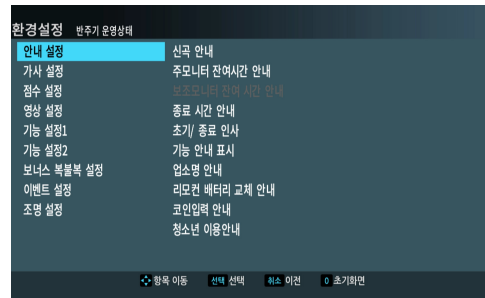 환경설정 반주기 운영상태
안내 설정
가사 설정
점수 설정
영상 설정
기능 설정1
기능 설정2
보너스 복불복 설정
이벤트 설정
조명 설정
신곡 안내
주모니터 잔여시간 안내
보조모니터 잔여 시간 안내
종료 시간 안내
초기/ 종료 인사
기능 안내 표시
업소명 안내
리모컨 배터리 교체 안내
코인입력 안내
청소년 이용안내
항목 이동 선택 선택 취소 이전 0 초기화면